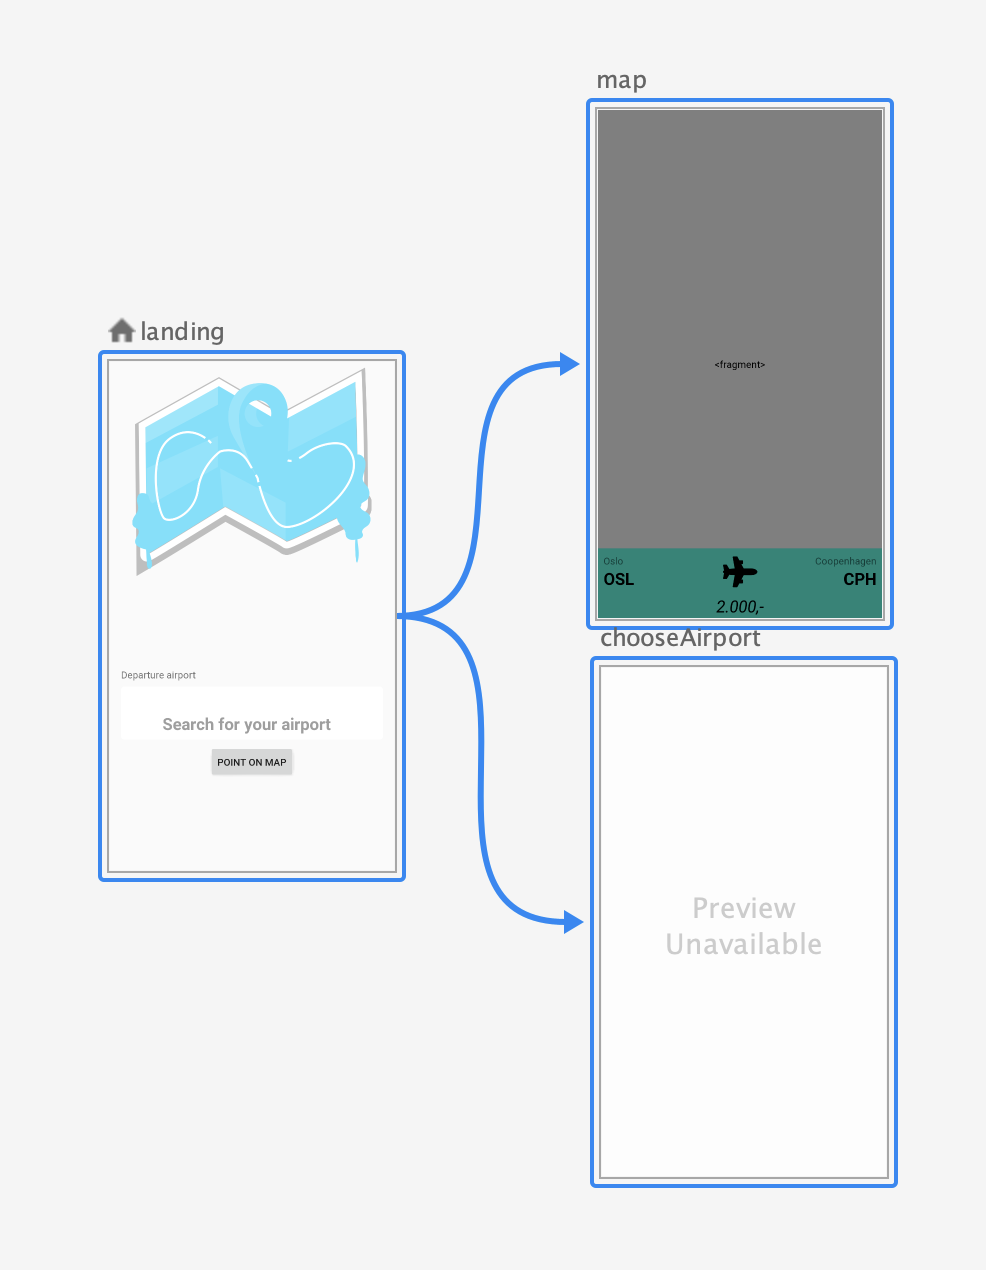 map
<fragment>
Oslo
Coopenhagen
OSL
CPH
2.000,-
landing
Departure airport
Search for your airport
POINT ON MAP
chooseAirport
Preview
Unavailable